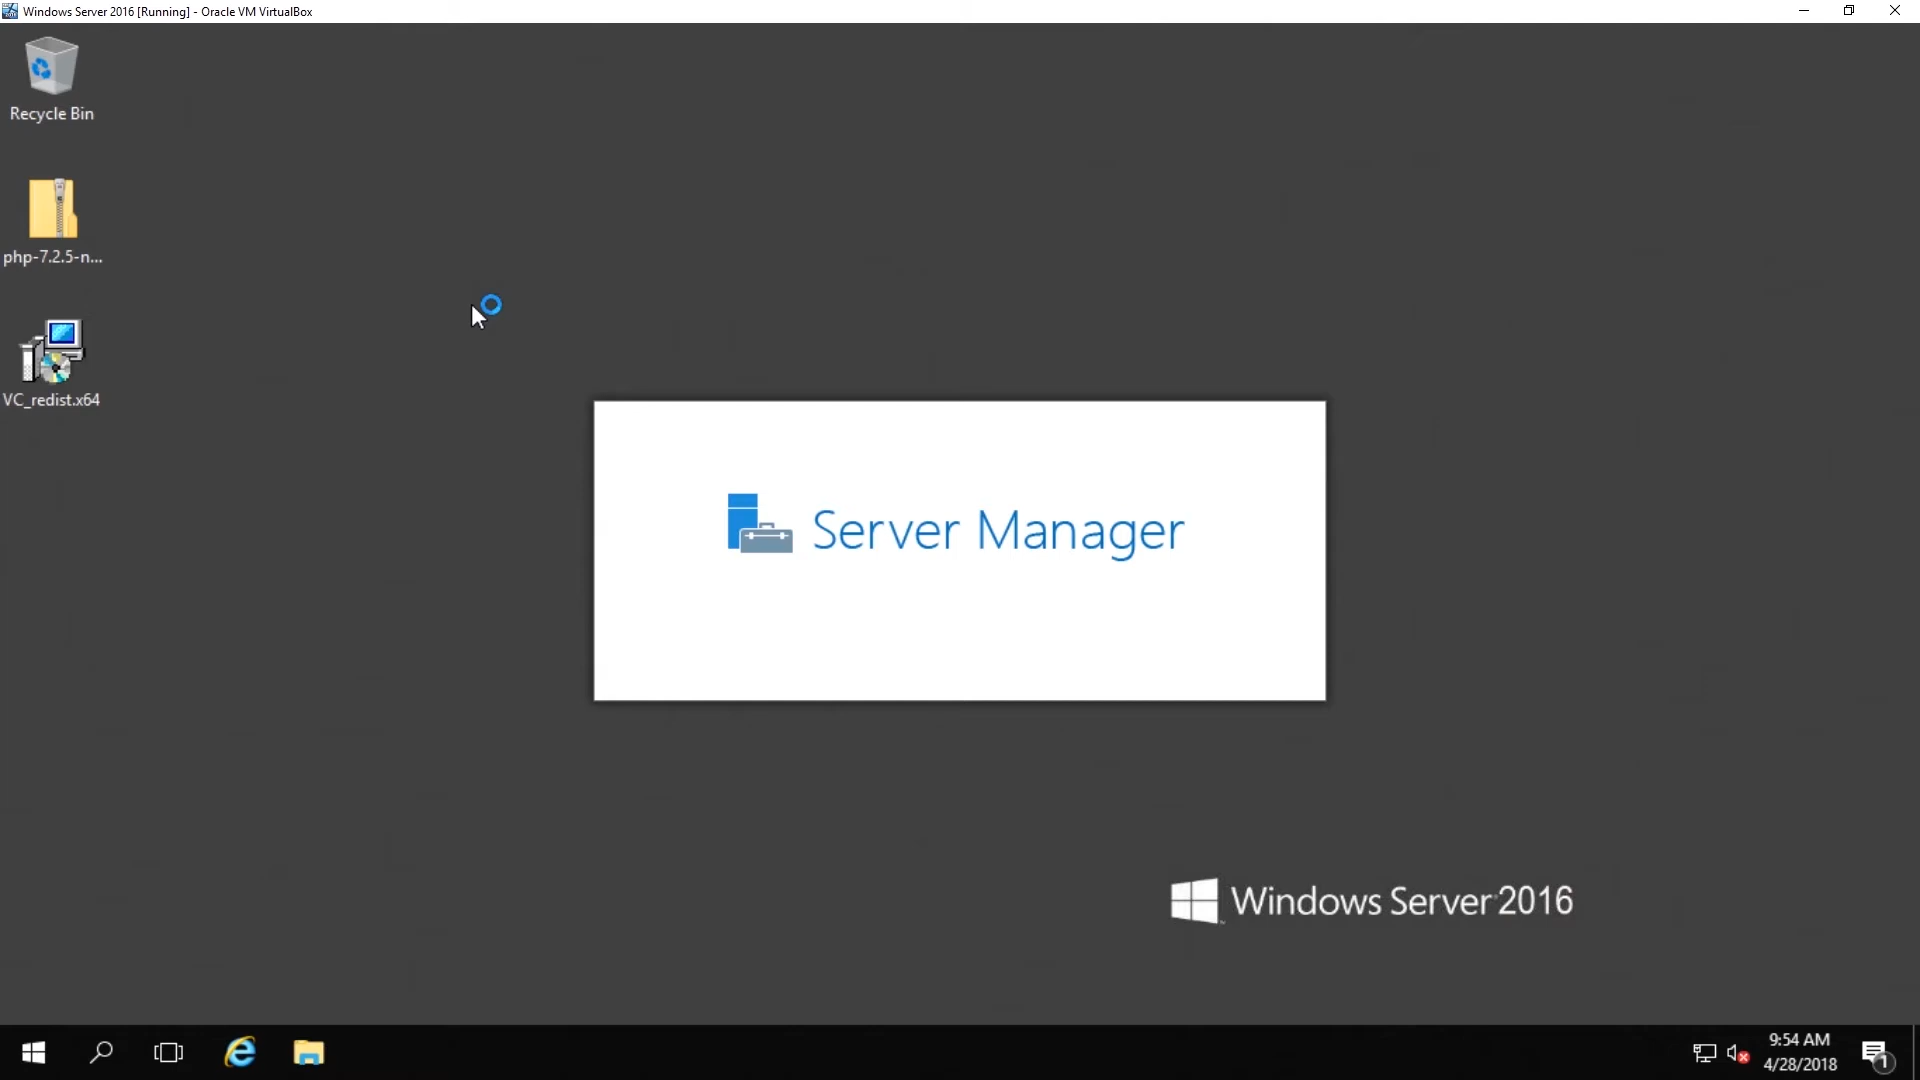 Windows Server 2016 [Running] - Oracle VM VirtualBox
Recycle Bin
php-7.2.5-n...
VC_redist.x64
Server Manager
Windows Server 2016
9:54 AM
4/28/2018
1